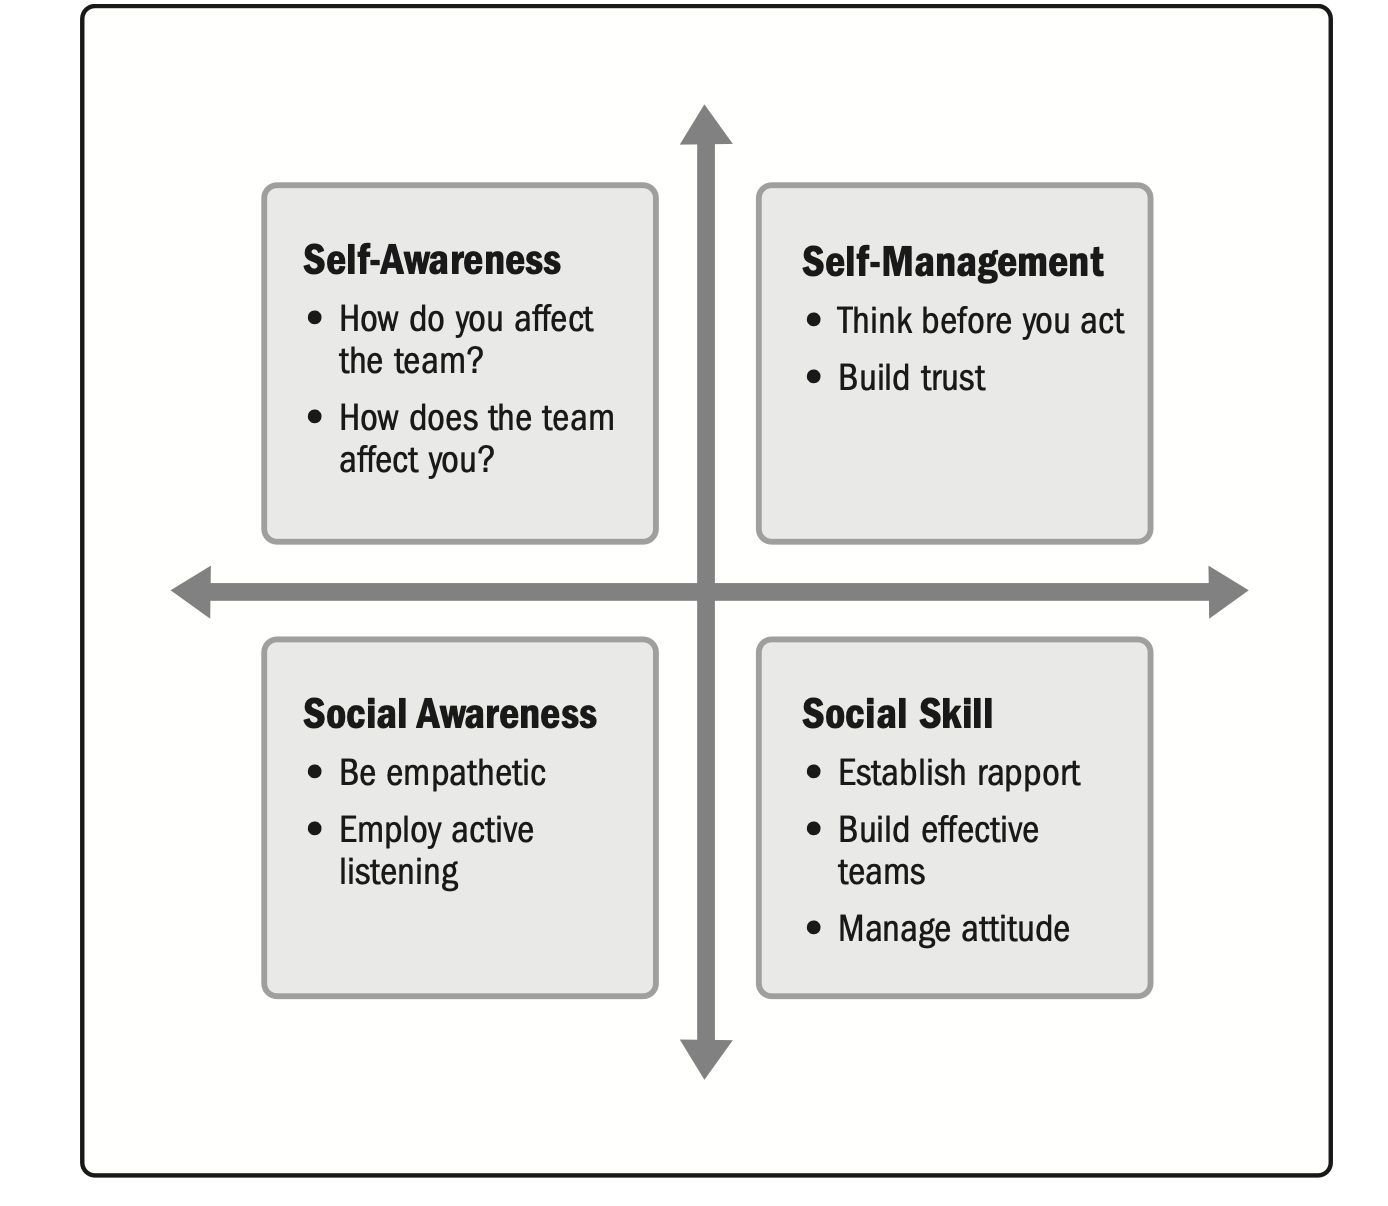 Self-Awareness
• How do you affect
the team?
• How does the team
affect you?
Self-Management
• Think before you act
• Build trust
Social Awareness
• Be empathetic
• Employ active
listening
Social Skill
• Establish rapport
• Build effective
teams
• Manage attitude